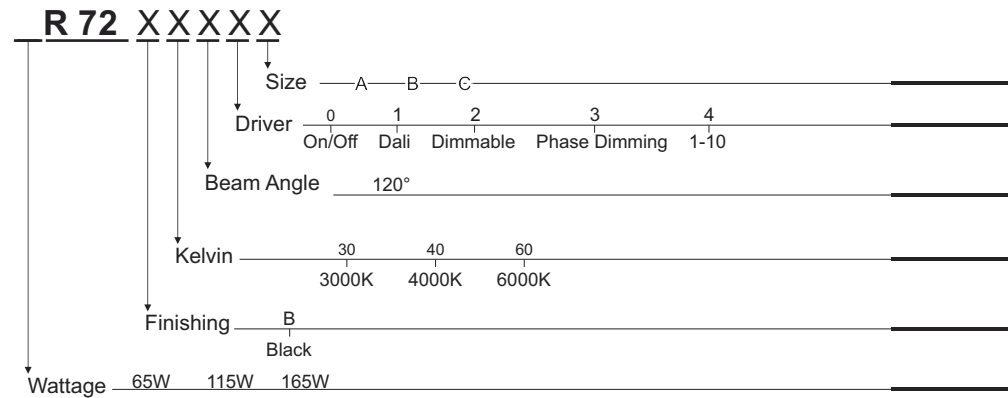 _ R 72 X X X X X
Size A B C
Driver 0 1 2 3 4
On/Off Dali Dimmable Phase Dimming 1-10
Beam Angle 120°
Kelvin 30 40 60
3000K 4000K 6000K
Finishing B
Black
Wattage 65W 115W 165W